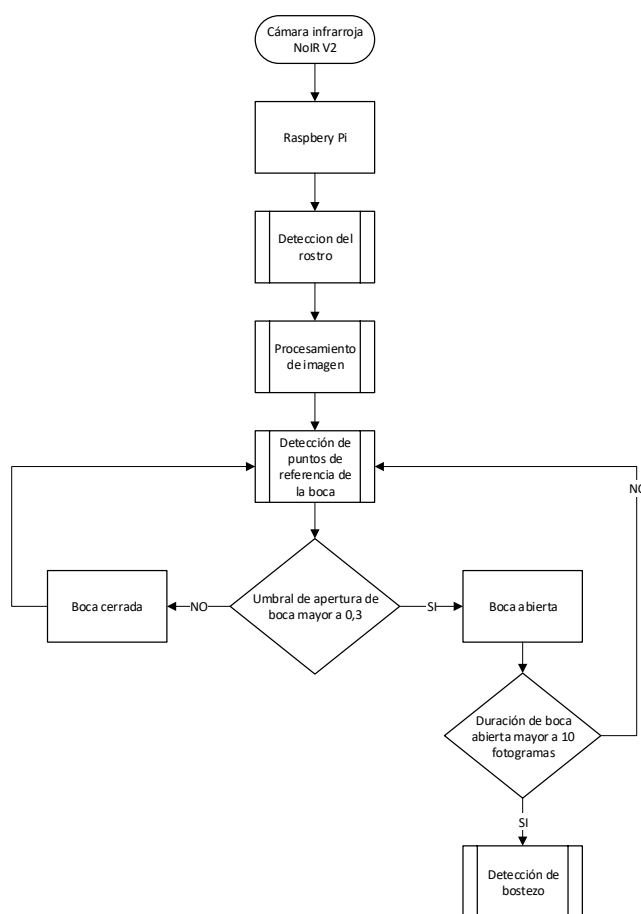 Cámara infrarroja
NoIR V2
Raspbery Pi
Deteccion del
rostro
Procesamiento
de imagen
Detección de
puntos de
referencia de
la boca
NO
Umbral de apertura de
boca mayor a 0,3
Boca cerrada
NO
SI
Boca abierta
Duración de boca
abierta mayor a 10
fotogramas
SI
Detección de
bostezo